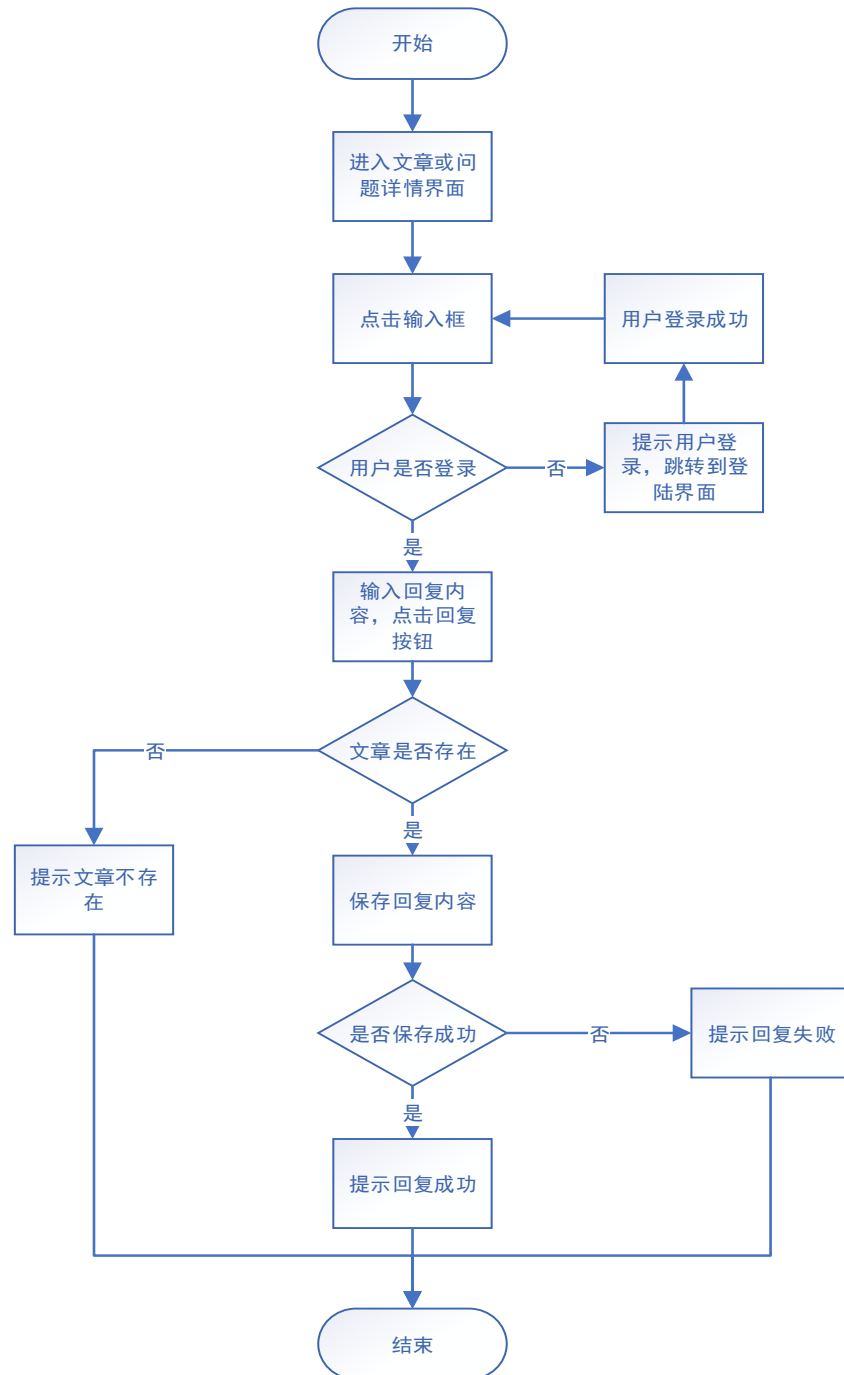 开始
进入文章或问
题详情界面
点击输入框
用户登录成功
用户是否登录
否
提示用户登
录，跳转到登
陆界面
是
输入回复内
容，点击回复
按钮
文章是否存在
否
是
提示文章不存
在
保存回复内容
是否保存成功
否
提示回复失败
是
提示回复成功
结束